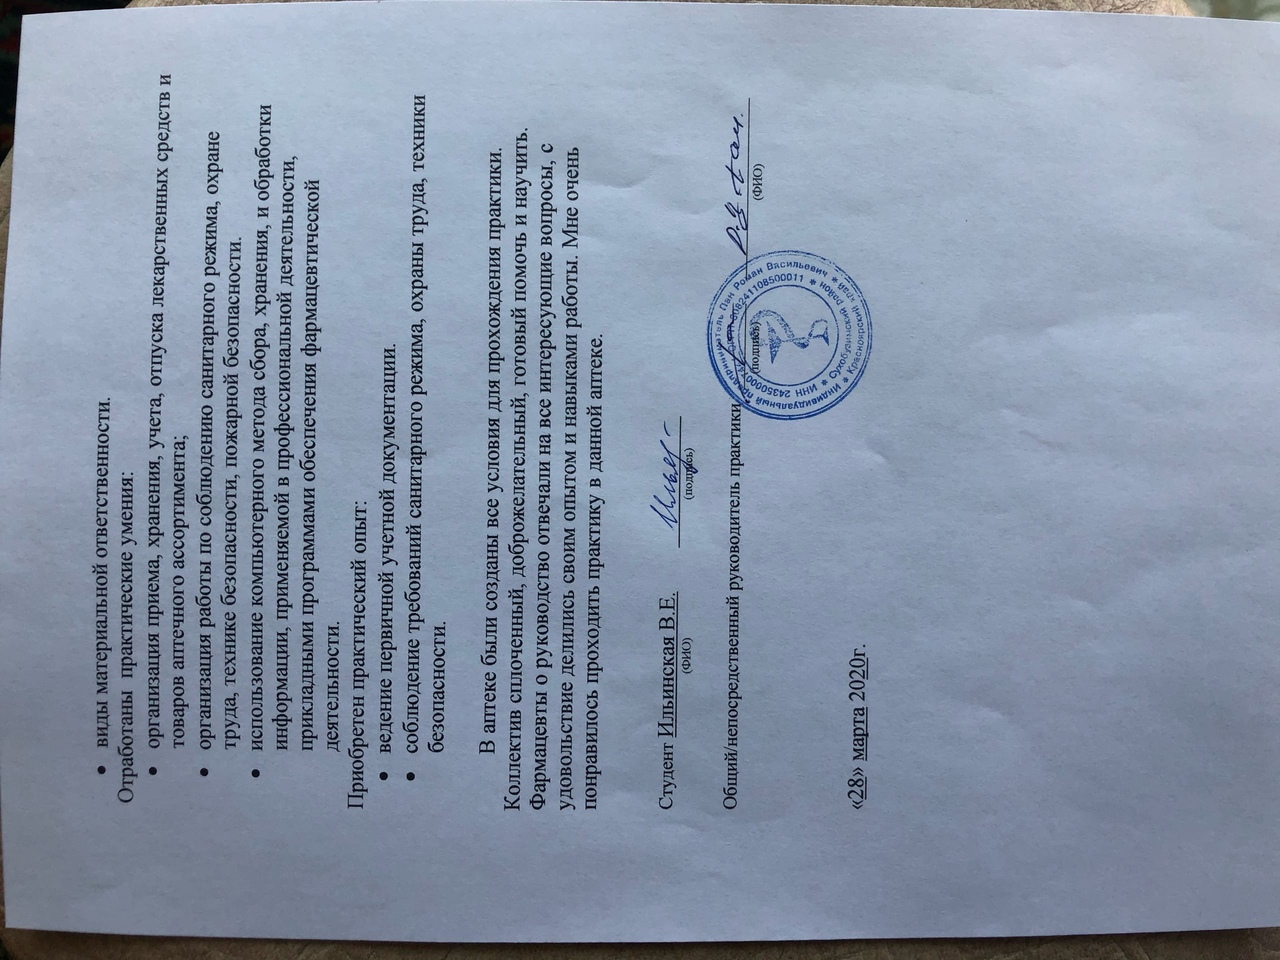 • виды материальной ответственности.
Отработаны практические умения:
• организация приема, хранения, учета, отпуска лекарственных средств и
товаров аптечного ассортимента;
• организация работы по соблюдению санитарного режима, охране
труда, технике безопасности, пожарной безопасности.
• использование компьютерного метода сбора, хранения, и обработки
информации, применяемой в профессиональной деятельности,
прикладными программами обеспечения фармацевтической
деятельности.
Приобретен практический опыт:
• ведение первичной учетной документации.
• соблюдение требований санитарного режима, охраны труда, техники
безопасности.
В аптеке были созданы все условия для прохождения практики.
Коллектив сплоченный, доброжелательный, готовый помочь и научить.
Фармацевты о руководство отвечали на все интересующие вопросы, с
удовольствие делились своим опытом и навыками работы. Мне очень
понравилось проходить практику в данной аптеке.
Студент Ильинская В.Е.
(ФИО) (подпись)
Общий/непосредственный руководитель практики
(подпись) (ФИО)
Индивидуальный предприниматель Пан Роман Васильевич
Красноярский край
Сухобузимский район
ИНН
«28» марта 2020г.